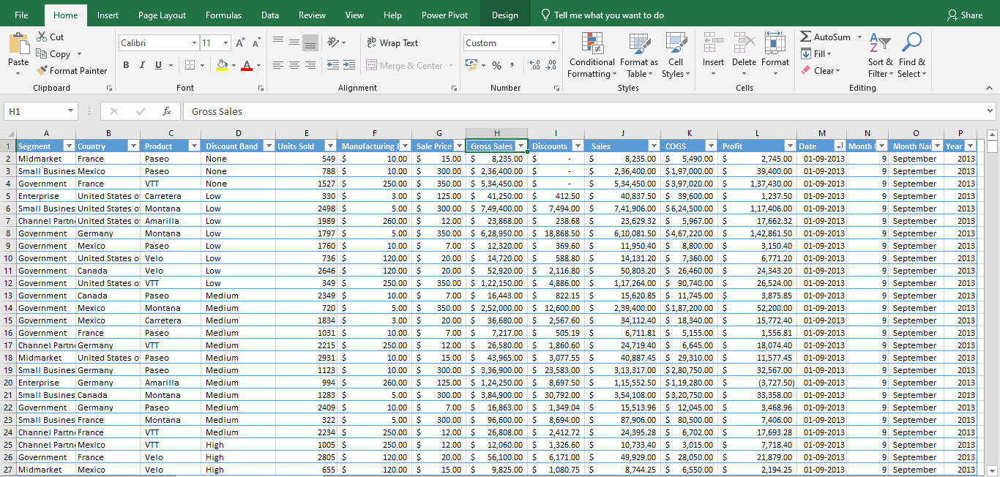 File Home Insert Page Layout Formulas Data Review View Help Power Pivot Design Tell me what you want to do Share
Cut
Copy
Format Painter
Paste
Clipboard
Calibri 11 A A
B I U A
Font
Wrap Text
Merge & Center
Alignment
Custom
% ,
Number
Conditional Formatting
Format as Table
Cell Styles
Styles
Insert Delete Format
Cells
AutoSum
Fill
Clear
Sort & Filter
Find & Select
Editing
H1 fx Gross Sales
A B C D E F G H I J K L M N O P
1 Segment Country Product Discount Band Units Sold Manufacturing Sale Price Gross Sales Discounts Sales COGS Profit Date Month Month Nar Year
2 Midmarket France Paseo None 549 $ 10.00 $ 15.00 $ 8,235.00 $ - $ 8,235.00 $ 5,490.00 $ 2,745.00 01-09-2013 9 September 2013
3 Small Busines Mexico Paseo None 788 $ 10.00 $ 300.00 $ 2,36,400.00 $ - $ 2,36,400.00 $ 1,97,000.00 $ 39,400.00 01-09-2013 9 September 2013
4 Government France VTT None 1527 $ 250.00 $ 350.00 $ 5,34,450.00 $ - $ 5,34,450.00 $ 3,97,020.00 $ 1,37,430.00 01-09-2013 9 September 2013
5 Enterprise United States o Carretera Low 330 $ 3.00 $ 125.00 $ 41,250.00 $ 412.50 $ 40,837.50 $ 39,600.00 $ 1,237.50 01-09-2013 9 September 2013
6 Small Busines United States o Montana Low 2498 $ 5.00 $ 300.00 $ 7,49,400.00 $ 7,494.00 $ 7,41,906.00 $ 6,24,500.00 $ 1,17,406.00 01-09-2013 9 September 2013
7 Channel Partn United States o Amarilla Low 1989 $ 260.00 $ 12.00 $ 23,868.00 $ 238.68 $ 23,629.32 $ 5,967.00 $ 17,662.32 01-09-2013 9 September 2013
8 Government Germany Montana Low 1797 $ 5.00 $ 350.00 $ 6,28,950.00 $ 18,868.50 $ 6,10,081.50 $ 4,67,220.00 $ 1,42,861.50 01-09-2013 9 September 2013
9 Government Mexico Paseo Low 1760 $ 10.00 $ 7.00 $ 12,320.00 $ 369.60 $ 11,950.40 $ 8,800.00 $ 3,150.40 01-09-2013 9 September 2013
10 Government United States o Velo Low 736 $ 120.00 $ 20.00 $ 14,720.00 $ 588.80 $ 14,131.20 $ 7,360.00 $ 6,771.20 01-09-2013 9 September 2013
11 Government Canada Velo Low 2646 $ 120.00 $ 20.00 $ 52,920.00 $ 2,116.80 $ 50,803.20 $ 26,460.00 $ 24,343.20 01-09-2013 9 September 2013
12 Government United States o VTT Low 349 $ 250.00 $ 350.00 $ 1,22,150.00 $ 4,886.00 $ 1,17,264.00 $ 90,740.00 $ 26,524.00 01-09-2013 9 September 2013
13 Government Canada Paseo Medium 2349 $ 10.00 $ 7.00 $ 16,443.00 $ 822.15 $ 15,620.85 $ 11,745.00 $ 3,875.85 01-09-2013 9 September 2013
14 Government Mexico Montana Medium 720 $ 5.00 $ 350.00 $ 2,52,000.00 $ 12,600.00 $ 2,39,400.00 $ 1,87,200.00 $ 52,200.00 01-09-2013 9 September 2013
15 Government Mexico Carretera Medium 1834 $ 3.00 $ 20.00 $ 36,680.00 $ 2,567.60 $ 34,112.40 $ 18,340.00 $ 15,772.40 01-09-2013 9 September 2013
16 Government France Paseo Medium 1031 $ 10.00 $ 7.00 $ 7,217.00 $ 505.19 $ 6,711.81 $ 5,155.00 $ 1,556.81 01-09-2013 9 September 2013
17 Channel Partn Germany VTT Medium 2215 $ 250.00 $ 12.00 $ 26,580.00 $ 1,860.60 $ 24,719.40 $ 6,645.00 $ 18,074.40 01-09-2013 9 September 2013
18 Midmarket United States o Paseo Medium 2931 $ 10.00 $ 15.00 $ 43,965.00 $ 3,077.55 $ 40,887.45 $ 29,310.00 $ 11,577.45 01-09-2013 9 September 2013
19 Small Busines Germany Paseo Medium 1123 $ 10.00 $ 300.00 $ 3,36,900.00 $ 23,583.00 $ 3,13,317.00 $ 2,80,750.00 $ 32,567.00 01-09-2013 9 September 2013
20 Enterprise Germany Amarilla Medium 994 $ 260.00 $ 125.00 $ 1,24,250.00 $ 8,697.50 $ 1,15,552.50 $ 1,19,280.00 $ (3,727.50) 01-09-2013 9 September 2013
21 Small Busines Canada Montana Medium 1283 $ 5.00 $ 300.00 $ 3,84,900.00 $ 30,792.00 $ 3,54,108.00 $ 3,20,750.00 $ 33,358.00 01-09-2013 9 September 2013
22 Government Germany Paseo Medium 2409 $ 10.00 $ 7.00 $ 16,863.00 $ 1,349.04 $ 15,513.96 $ 12,045.00 $ 3,468.96 01-09-2013 9 September 2013
23 Small Busines France Montana Medium 322 $ 5.00 $ 300.00 $ 96,600.00 $ 8,694.00 $ 87,906.00 $ 80,500.00 $ 7,406.00 01-09-2013 9 September 2013
24 Channel Partn France VTT Medium 2234 $ 250.00 $ 12.00 $ 26,808.00 $ 2,412.72 $ 24,395.28 $ 6,702.00 $ 17,693.28 01-09-2013 9 September 2013
25 Channel Partn Mexico VTT High 1005 $ 250.00 $ 12.00 $ 12,060.00 $ 1,326.60 $ 10,733.40 $ 3,015.00 $ 7,718.40 01-09-2013 9 September 2013
26 Government France Velo High 2805 $ 120.00 $ 20.00 $ 56,100.00 $ 6,171.00 $ 49,929.00 $ 28,050.00 $ 21,879.00 01-09-2013 9 September 2013
27 Midmarket Mexico Velo High 655 $ 120.00 $ 15.00 $ 9,825.00 $ 1,080.75 $ 8,744.25 $ 6,550.00 $ 2,194.25 01-09-2013 9 September 2013